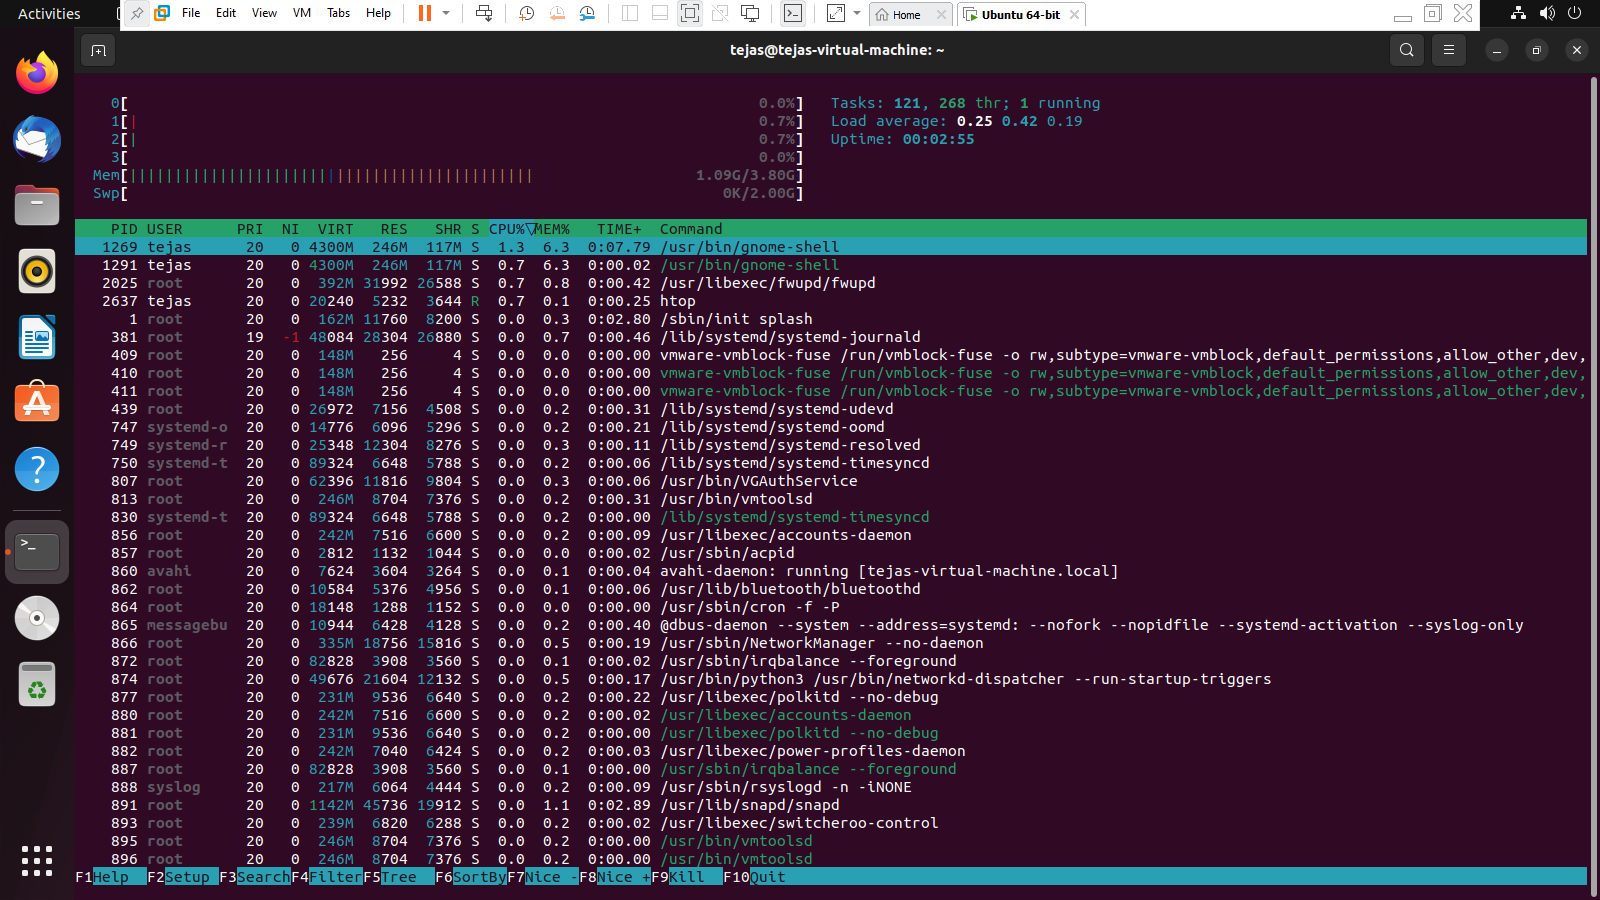 Activities File Edit View VM Tabs Help Home Ubuntu 64-bit
tejas@tejas-virtual-machine: ~
0[ 0.0%] Tasks: 121, 268 thr; 1 running
1[| 0.7%] Load average: 0.25 0.42 0.19
2[| 0.7%] Uptime: 00:02:55
3[ 0.0%]
Mem[||||||||||||||||||||||||||||||||||||||||||||| 1.09G/3.80G]
Swp[ 0K/2.00G]
PID USER PRI NI VIRT RES SHR S CPU%▽MEM% TIME+ Command
1269 tejas 20 0 4300M 246M 117M S 1.3 6.3 0:07.79 /usr/bin/gnome-shell
1291 tejas 20 0 4300M 246M 117M S 0.7 6.3 0:00.02 /usr/bin/gnome-shell
2025 root 20 0 392M 31992 26588 S 0.7 0.8 0:00.42 /usr/libexec/fwupd/fwupd
2637 tejas 20 0 20240 5232 3644 R 0.7 0.1 0:00.25 htop
1 root 20 0 162M 11760 8200 S 0.0 0.3 0:02.80 /sbin/init splash
381 root 19 -1 48084 28304 26880 S 0.0 0.7 0:00.46 /lib/systemd/systemd-journald
409 root 20 0 148M 256 4 S 0.0 0.0 0:00.00 vmware-vmblock-fuse /run/vmblock-fuse -o rw,subtype=vmware-vmblock,default_permissions,allow_other,dev,
410 root 20 0 148M 256 4 S 0.0 0.0 0:00.00 vmware-vmblock-fuse /run/vmblock-fuse -o rw,subtype=vmware-vmblock,default_permissions,allow_other,dev,
411 root 20 0 148M 256 4 S 0.0 0.0 0:00.00 vmware-vmblock-fuse /run/vmblock-fuse -o rw,subtype=vmware-vmblock,default_permissions,allow_other,dev,
439 root 20 0 26972 7156 4508 S 0.0 0.2 0:00.31 /lib/systemd/systemd-udevd
747 systemd-o 20 0 14776 6096 5296 S 0.0 0.2 0:00.21 /lib/systemd/systemd-oomd
749 systemd-r 20 0 25348 12304 8276 S 0.0 0.3 0:00.11 /lib/systemd/systemd-resolved
750 systemd-t 20 0 89324 6648 5788 S 0.0 0.2 0:00.06 /lib/systemd/systemd-timesyncd
807 root 20 0 62396 11816 9804 S 0.0 0.3 0:00.06 /usr/bin/VGAuthService
813 root 20 0 246M 8704 7376 S 0.0 0.2 0:00.31 /usr/bin/vmtoolsd
830 systemd-t 20 0 89324 6648 5788 S 0.0 0.2 0:00.00 /lib/systemd/systemd-timesyncd
856 root 20 0 242M 7516 6600 S 0.0 0.2 0:00.09 /usr/libexec/accounts-daemon
857 root 20 0 2812 1132 1044 S 0.0 0.0 0:00.02 /usr/sbin/acpid
860 avahi 20 0 7624 3604 3264 S 0.0 0.1 0:00.04 avahi-daemon: running [tejas-virtual-machine.local]
862 root 20 0 10584 5376 4956 S 0.0 0.1 0:00.06 /usr/lib/bluetooth/bluetoothd
864 root 20 0 18148 1288 1152 S 0.0 0.0 0:00.00 /usr/sbin/cron -f -P
865 messagebu 20 0 10944 6428 4128 S 0.0 0.2 0:00.40 @dbus-daemon --system --address=systemd: --nofork --nopidfile --systemd-activation --syslog-only
866 root 20 0 335M 18756 15816 S 0.0 0.5 0:00.19 /usr/sbin/NetworkManager --no-daemon
872 root 20 0 82828 3908 3560 S 0.0 0.1 0:00.02 /usr/sbin/irqbalance --foreground
874 root 20 0 49676 21604 12132 S 0.0 0.5 0:00.17 /usr/bin/python3 /usr/bin/networkd-dispatcher --run-startup-triggers
877 root 20 0 231M 9536 6640 S 0.0 0.2 0:00.22 /usr/libexec/polkitd --no-debug
880 root 20 0 242M 7516 6600 S 0.0 0.2 0:00.02 /usr/libexec/accounts-daemon
881 root 20 0 231M 9536 6640 S 0.0 0.2 0:00.00 /usr/libexec/polkitd --no-debug
882 root 20 0 242M 7040 6424 S 0.0 0.2 0:00.03 /usr/libexec/power-profiles-daemon
887 root 20 0 82828 3908 3560 S 0.0 0.1 0:00.00 /usr/sbin/irqbalance --foreground
888 syslog 20 0 217M 6064 4444 S 0.0 0.2 0:00.09 /usr/sbin/rsyslogd -n -iNONE
891 root 20 0 1142M 45736 19912 S 0.0 1.1 0:02.89 /usr/lib/snapd/snapd
893 root 20 0 239M 6820 6288 S 0.0 0.2 0:00.02 /usr/libexec/switcheroo-control
895 root 20 0 246M 8704 7376 S 0.0 0.2 0:00.00 /usr/bin/vmtoolsd
896 root 20 0 246M 8704 7376 S 0.0 0.2 0:00.00 /usr/bin/vmtoolsd
F1Help F2Setup F3SearchF4FilterF5Tree F6SortByF7Nice -F8Nice +F9Kill F10Quit